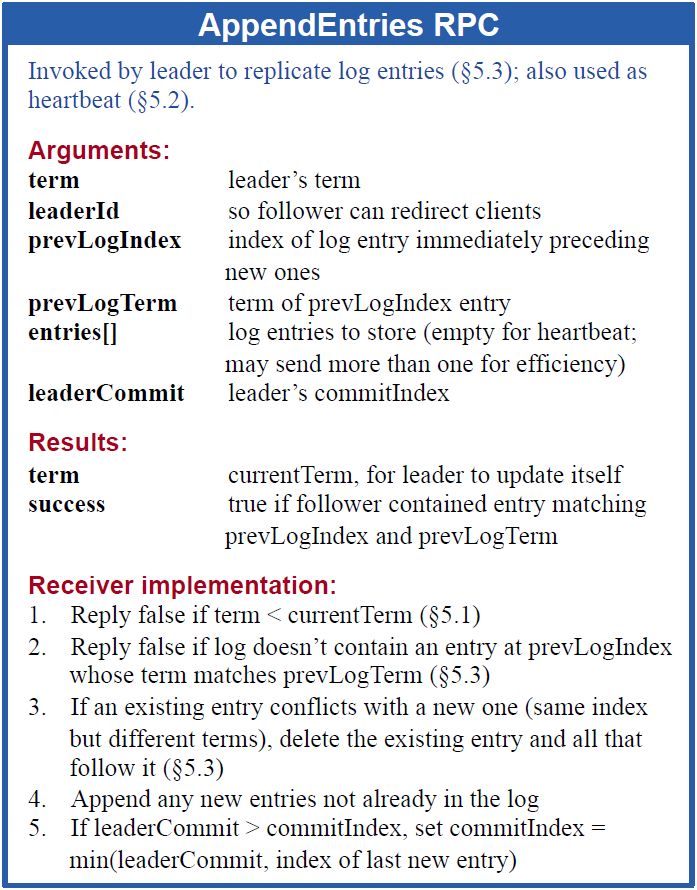 AppendEntries RPC
Invoked by leader to replicate log entries (§5.3); also used as
heartbeat (§5.2).
Arguments:
term leader’s term
leaderId so follower can redirect clients
prevLogIndex index of log entry immediately preceding
new ones
prevLogTerm term of prevLogIndex entry
entries[] log entries to store (empty for heartbeat;
may send more than one for efficiency)
leaderCommit leader’s commitIndex
Results:
term currentTerm, for leader to update itself
success true if follower contained entry matching
prevLogIndex and prevLogTerm
Receiver implementation:
1. Reply false if term < currentTerm (§5.1)
2. Reply false if log doesn’t contain an entry at prevLogIndex
whose term matches prevLogTerm (§5.3)
3. If an existing entry conflicts with a new one (same index
but different terms), delete the existing entry and all that
follow it (§5.3)
4. Append any new entries not already in the log
5. If leaderCommit > commitIndex, set commitIndex =
min(leaderCommit, index of last new entry)